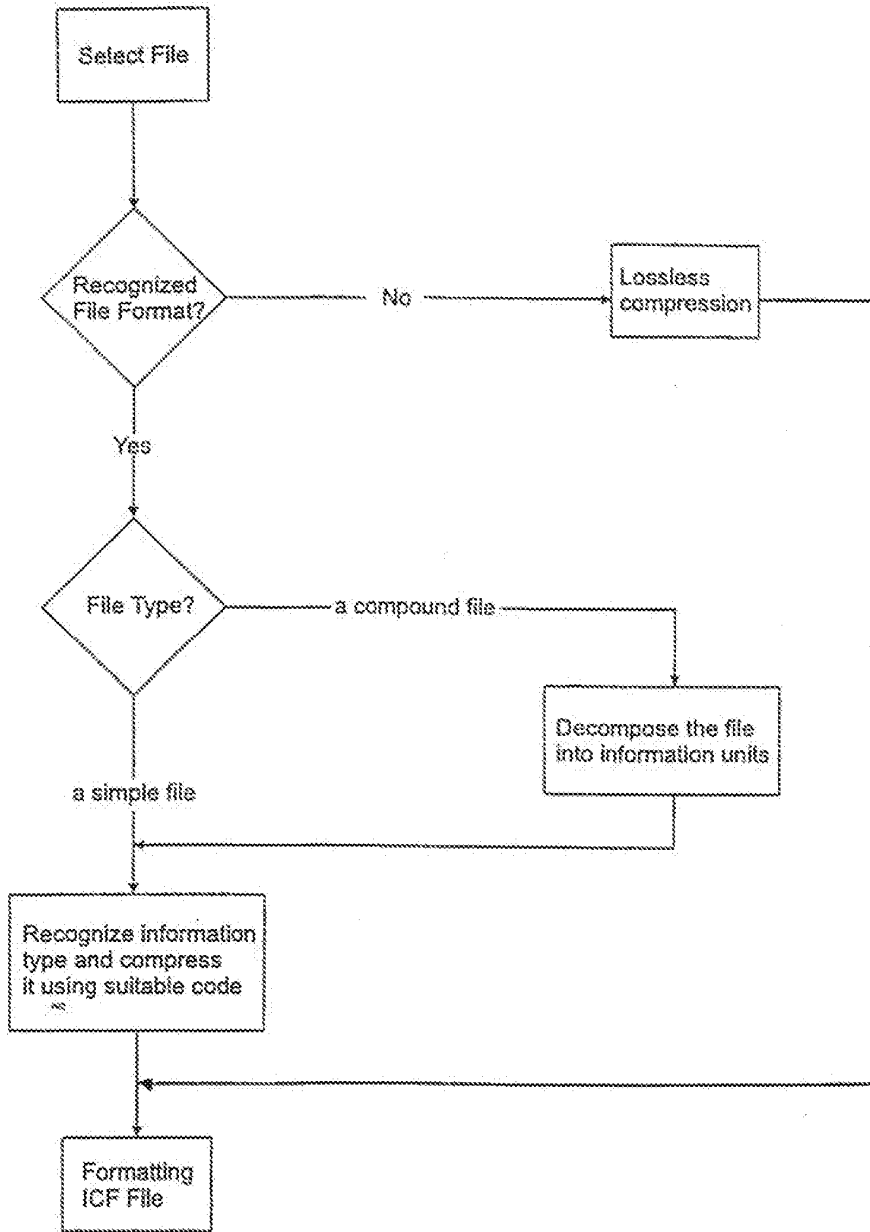 Select File
Recognized
File Format?
No
Lossless
compression
Yes
File Type?
a compound file
Decompose the file
into information units
a simple file
Recognize information
type and compress
it using suitable code
Formatting
ICF File